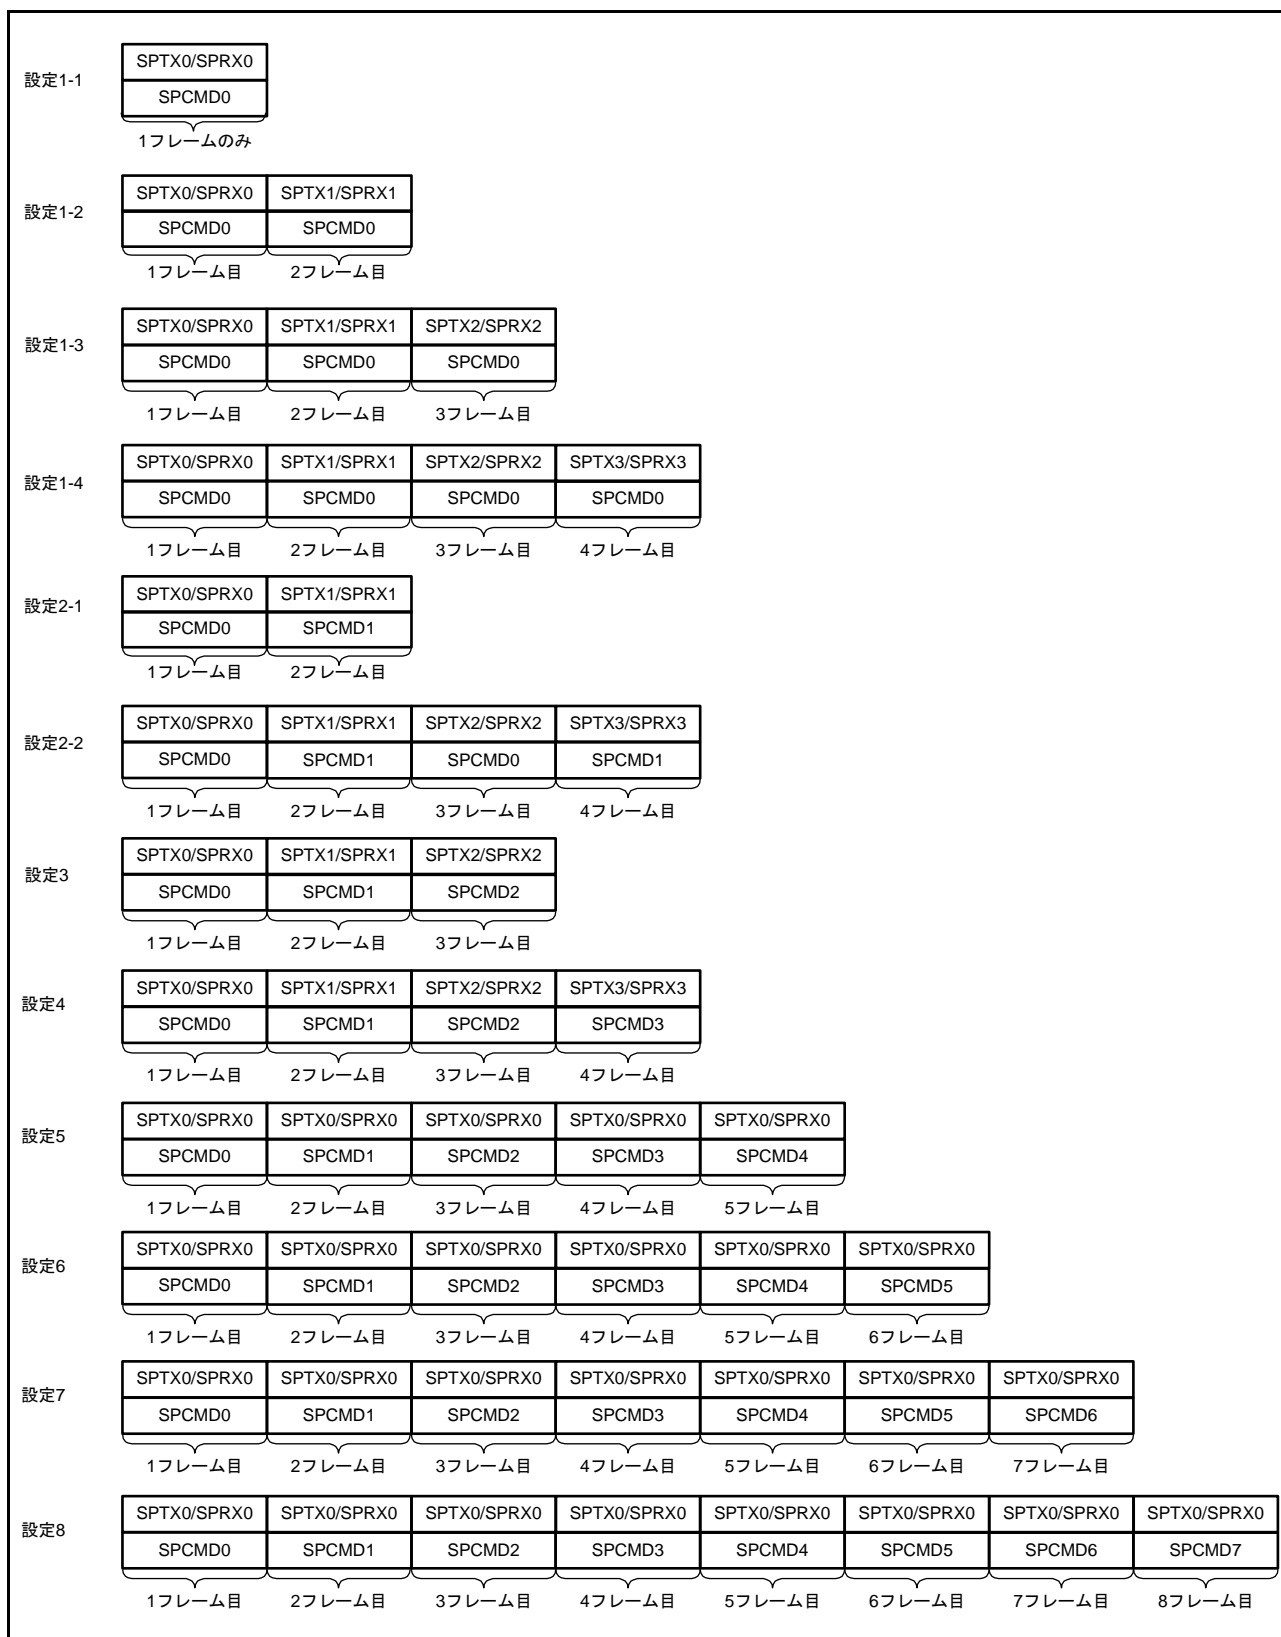 設定1-1
SPTX0/SPRX0
SPCMD0
1フレームのみ
設定1-2
SPTX0/SPRX0 SPTX1/SPRX1
SPCMD0 SPCMD0
1フレーム目 2フレーム目
設定1-3
SPTX0/SPRX0 SPTX1/SPRX1 SPTX2/SPRX2
SPCMD0 SPCMD0 SPCMD0
1フレーム目 2フレーム目 3フレーム目
設定1-4
SPTX0/SPRX0 SPTX1/SPRX1 SPTX2/SPRX2 SPTX3/SPRX3
SPCMD0 SPCMD0 SPCMD0 SPCMD0
1フレーム目 2フレーム目 3フレーム目 4フレーム目
設定2-1
SPTX0/SPRX0 SPTX1/SPRX1
SPCMD0 SPCMD1
1フレーム目 2フレーム目
設定2-2
SPTX0/SPRX0 SPTX1/SPRX1 SPTX2/SPRX2 SPTX3/SPRX3
SPCMD0 SPCMD1 SPCMD0 SPCMD1
1フレーム目 2フレーム目 3フレーム目 4フレーム目
設定3
SPTX0/SPRX0 SPTX1/SPRX1 SPTX2/SPRX2
SPCMD0 SPCMD1 SPCMD2
1フレーム目 2フレーム目 3フレーム目
設定4
SPTX0/SPRX0 SPTX1/SPRX1 SPTX2/SPRX2 SPTX3/SPRX3
SPCMD0 SPCMD1 SPCMD2 SPCMD3
1フレーム目 2フレーム目 3フレーム目 4フレーム目
設定5
SPTX0/SPRX0 SPTX0/SPRX0 SPTX0/SPRX0 SPTX0/SPRX0 SPTX0/SPRX0
SPCMD0 SPCMD1 SPCMD2 SPCMD3 SPCMD4
1フレーム目 2フレーム目 3フレーム目 4フレーム目 5フレーム目
設定6
SPTX0/SPRX0 SPTX0/SPRX0 SPTX0/SPRX0 SPTX0/SPRX0 SPTX0/SPRX0 SPTX0/SPRX0
SPCMD0 SPCMD1 SPCMD2 SPCMD3 SPCMD4 SPCMD5
1フレーム目 2フレーム目 3フレーム目 4フレーム目 5フレーム目 6フレーム目
設定7
SPTX0/SPRX0 SPTX0/SPRX0 SPTX0/SPRX0 SPTX0/SPRX0 SPTX0/SPRX0 SPTX0/SPRX0 SPTX0/SPRX0
SPCMD0 SPCMD1 SPCMD2 SPCMD3 SPCMD4 SPCMD5 SPCMD6
1フレーム目 2フレーム目 3フレーム目 4フレーム目 5フレーム目 6フレーム目 7フレーム目
設定8
SPTX0/SPRX0 SPTX0/SPRX0 SPTX0/SPRX0 SPTX0/SPRX0 SPTX0/SPRX0 SPTX0/SPRX0 SPTX0/SPRX0 SPTX0/SPRX0
SPCMD0 SPCMD1 SPCMD2 SPCMD3 SPCMD4 SPCMD5 SPCMD6 SPCMD7
1フレーム目 2フレーム目 3フレーム目 4フレーム目 5フレーム目 6フレーム目 7フレーム目 8フレーム目